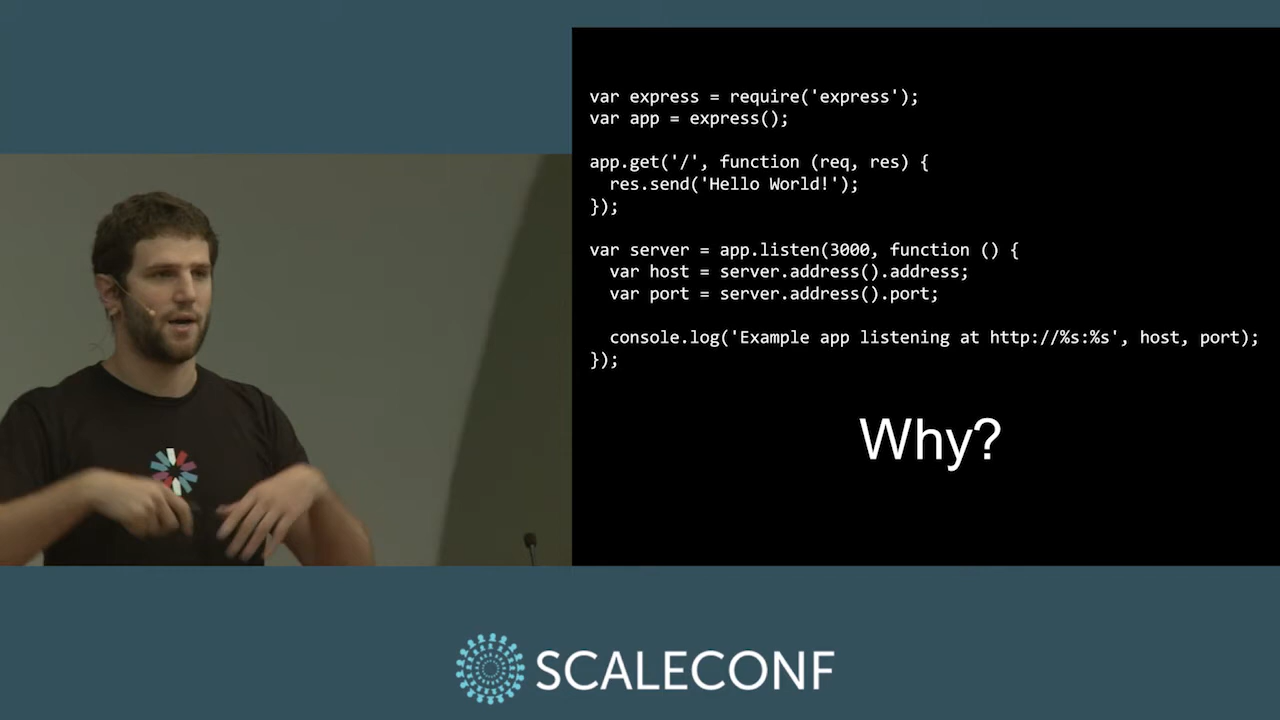 var express = require('express');
var app = express();
app.get('/', function (req, res) {
  res.send('Hello World!');
});
var server = app.listen(3000, function () {
  var host = server.address().address;
  var port = server.address().port;
  console.log('Example app listening at http://%s:%s', host, port);
});
Why?
SCALECONF